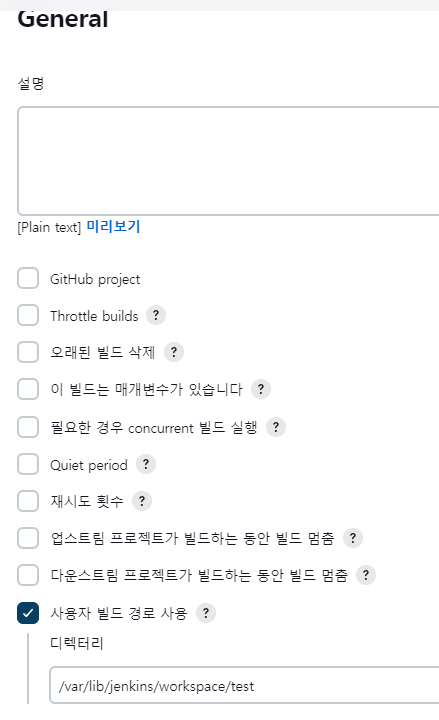 General
설명
[Plain text] 미리보기
GitHub project
Throttle builds ?
오래된 빌드 삭제 ?
이 빌드는 매개변수가 있습니다 ?
필요한 경우 concurrent 빌드 실행 ?
Quiet period ?
재시도 횟수 ?
업스트림 프로젝트가 빌드하는 동안 빌드 멈춤 ?
다운스트림 프로젝트가 빌드하는 동안 빌드 멈춤 ?
사용자 빌드 경로 사용 ?
디렉터리
/var/lib/jenkins/workspace/test